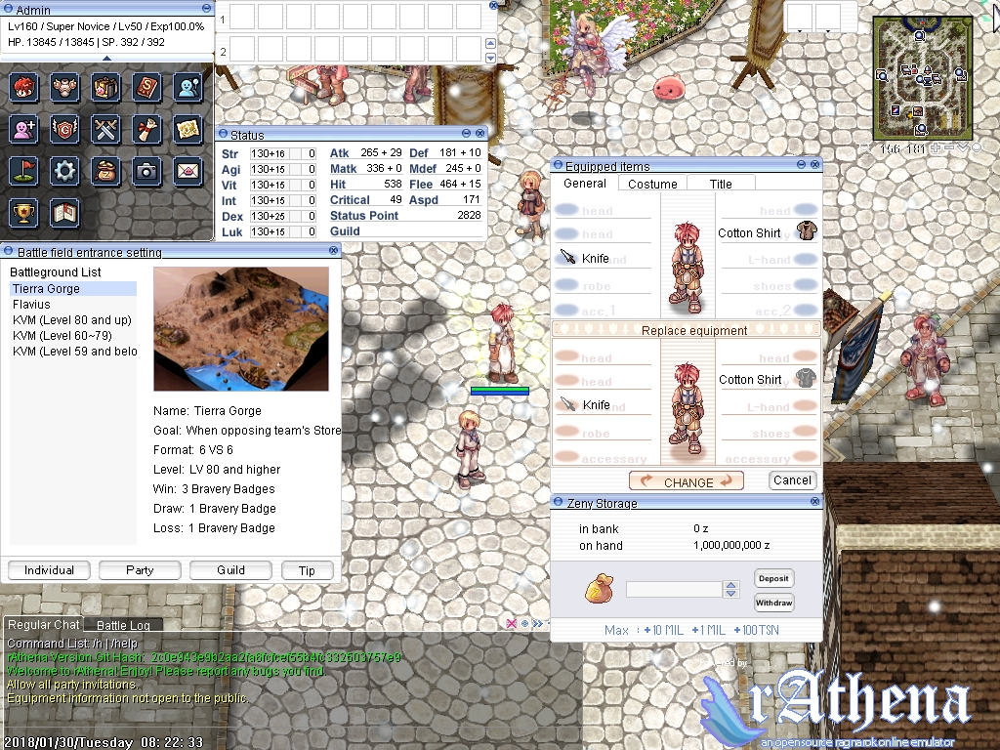 Admin
Lv160 / Super Novice / Lv50 / Exp100.0%
HP. 13845 / 13845 | SP. 392 / 392
1
2
Status
Str 130+16 0 Atk 265 + 29 Def 181 + 10
Agi 130+15 0 Matk 336 + 0 Mdef 245 + 0
Vit 130+15 0 Hit 538 Flee 464 + 15
Int 130+15 0 Critical 49 Aspd 171
Dex 130+25 0 Status Point 2828
Luk 130+15 0 Guild
Battle field entrance setting
Battleground List
Tierra Gorge
Flavius
KVM (Level 80 and up)
KVM (Level 60~79)
KVM (Level 59 and belo
Name: Tierra Gorge
Goal: When opposing team's Store
Format: 6 VS 6
Level: LV 80 and higher
Win: 3 Bravery Badges
Draw: 1 Bravery Badge
Loss: 1 Bravery Badge
Individual Party Guild Tip
Equipped items
General Costume Title
head head
head Cotton Shirt
Knife L-hand
robe shoes
acc_1 acc_2
Replace equipment
head head
head Cotton Shirt
Knife L-hand
robe shoes
accessary accessary
CHANGE Cancel
Zeny Storage
in bank 0 z
on hand 1,000,000,000 z
Deposit
Withdraw
Max : +10 MIL +1 MIL +100TSN
156 181
Regular Chat Battle Log
Command List: /h | /help
rAthena Version Git Hash:
Welcome to rAthena! Enjoy! Please report any bugs you find.
Allow all party invitations.
Equipment information not open to the public.
2018/01/30/Tuesday 08:22:33
Powered by
rAthena
an opensource ragnarok online emulator